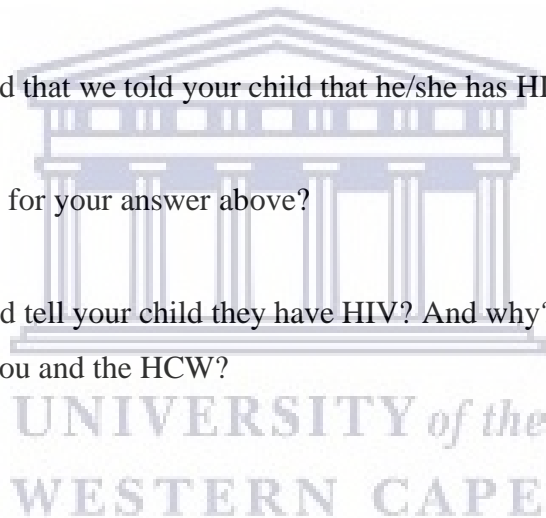 d that we told your child that he/she has HI
for your answer above?
d tell your child they have HIV? And why?
ou and the HCW?
UNIVERSITY of the
WESTERN CAPE